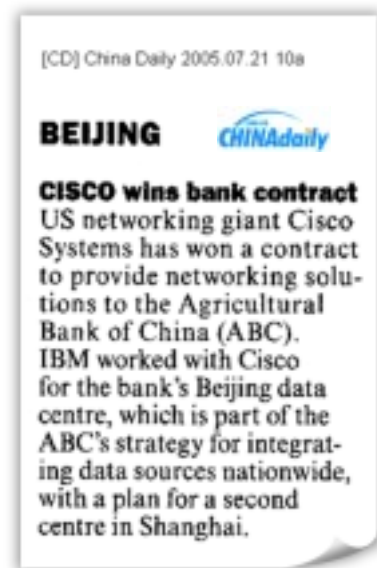 [CD] China Daily 2005.07.21 10a
BEIJING
CHINAdaily
CISCO wins bank contract
US networking giant Cisco
Systems has won a contract
to provide networking solu-
tions to the Agricultural
Bank of China (ABC).
IBM worked with Cisco
for the bank's Beijing data
centre, which is part of the
ABC's strategy for integrat-
ing data sources nationwide,
with a plan for a second
centre in Shanghai.